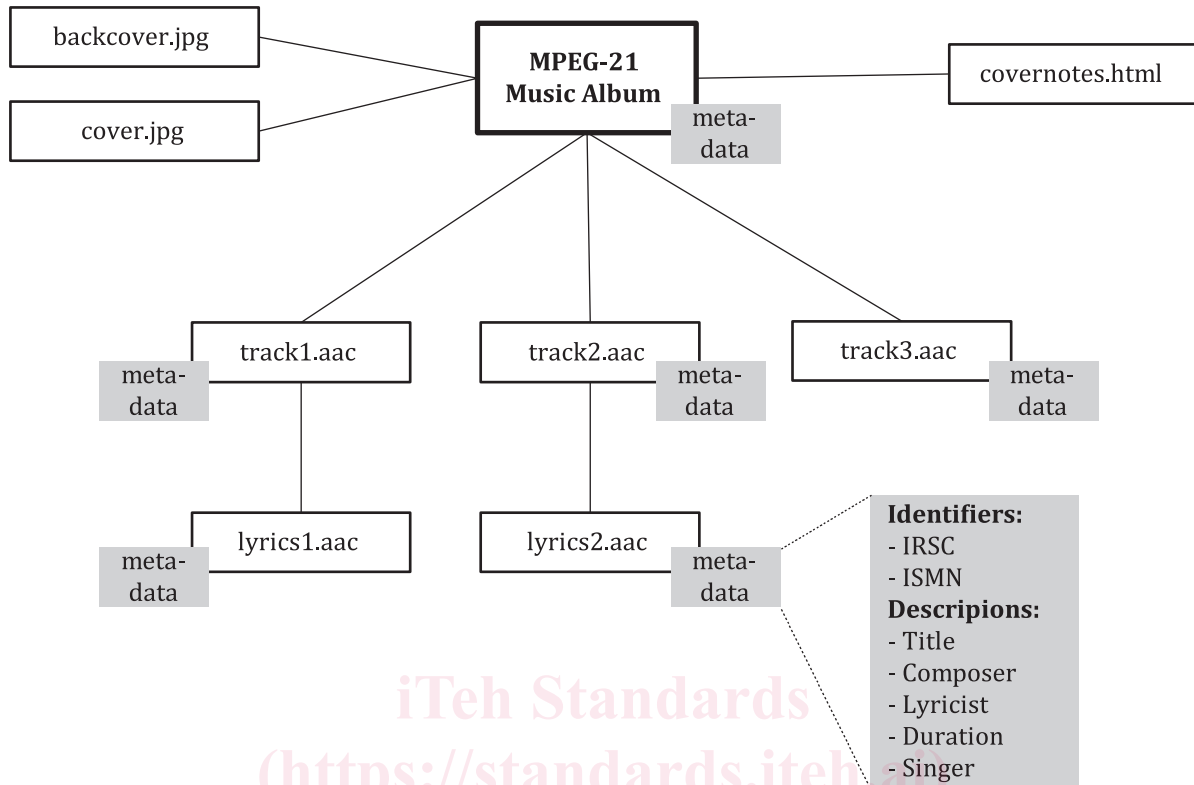 backcover.jpg
cover.jpg
MPEG-21
Music Album
meta-
data
covernotes.html
track1.aac
meta-
data
track2.aac
meta-
data
track3.aac
meta-
data
lyrics1.aac
meta-
data
lyrics2.aac
meta-
data
Identifiers:
- IRSC
- ISMN
Descripions:
- Title
- Composer
- Lyricist
- Duration
- Singer
iTeh Standards
(https://standards.iteh.ai)